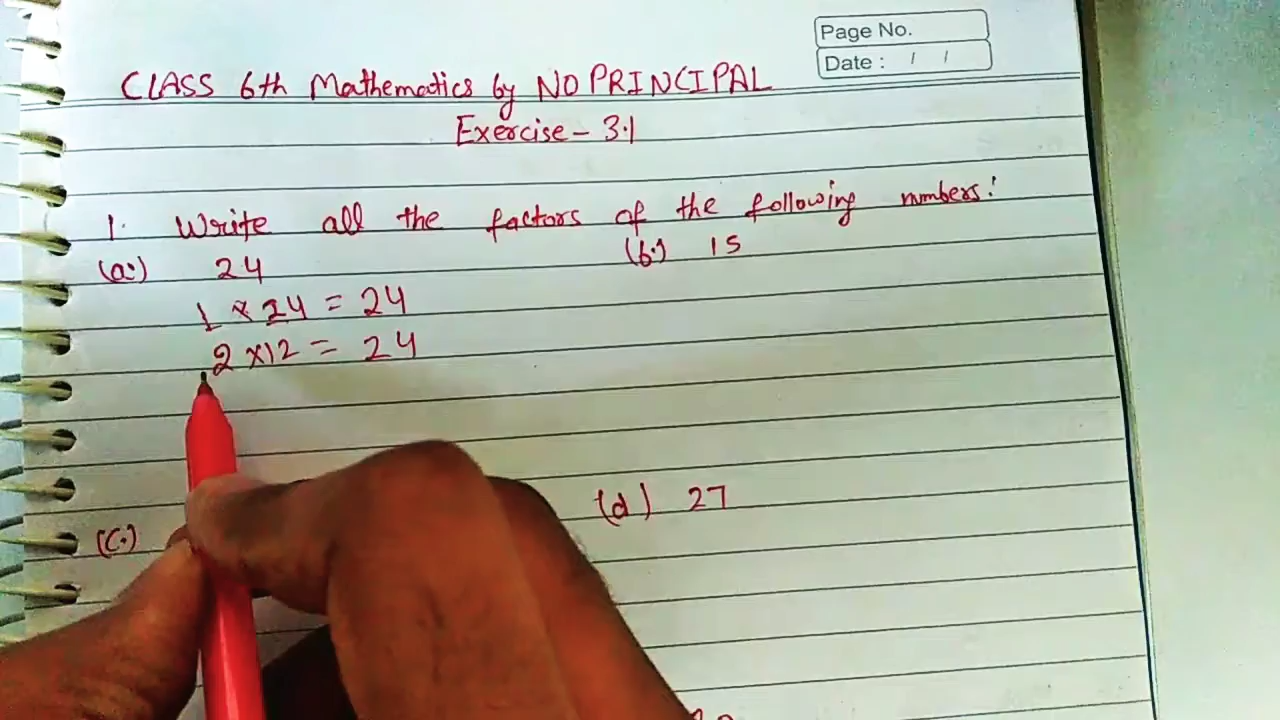 Page No.
Date : / /
CLASS 6th Mathematics by NO PRINCIPAL
Exercise - 3.1
1. Write all the factors of the following numbers:
(a.) 24 (b.) 15
1 × 24 = 24
2 × 12 = 24
(c.) (d) 27